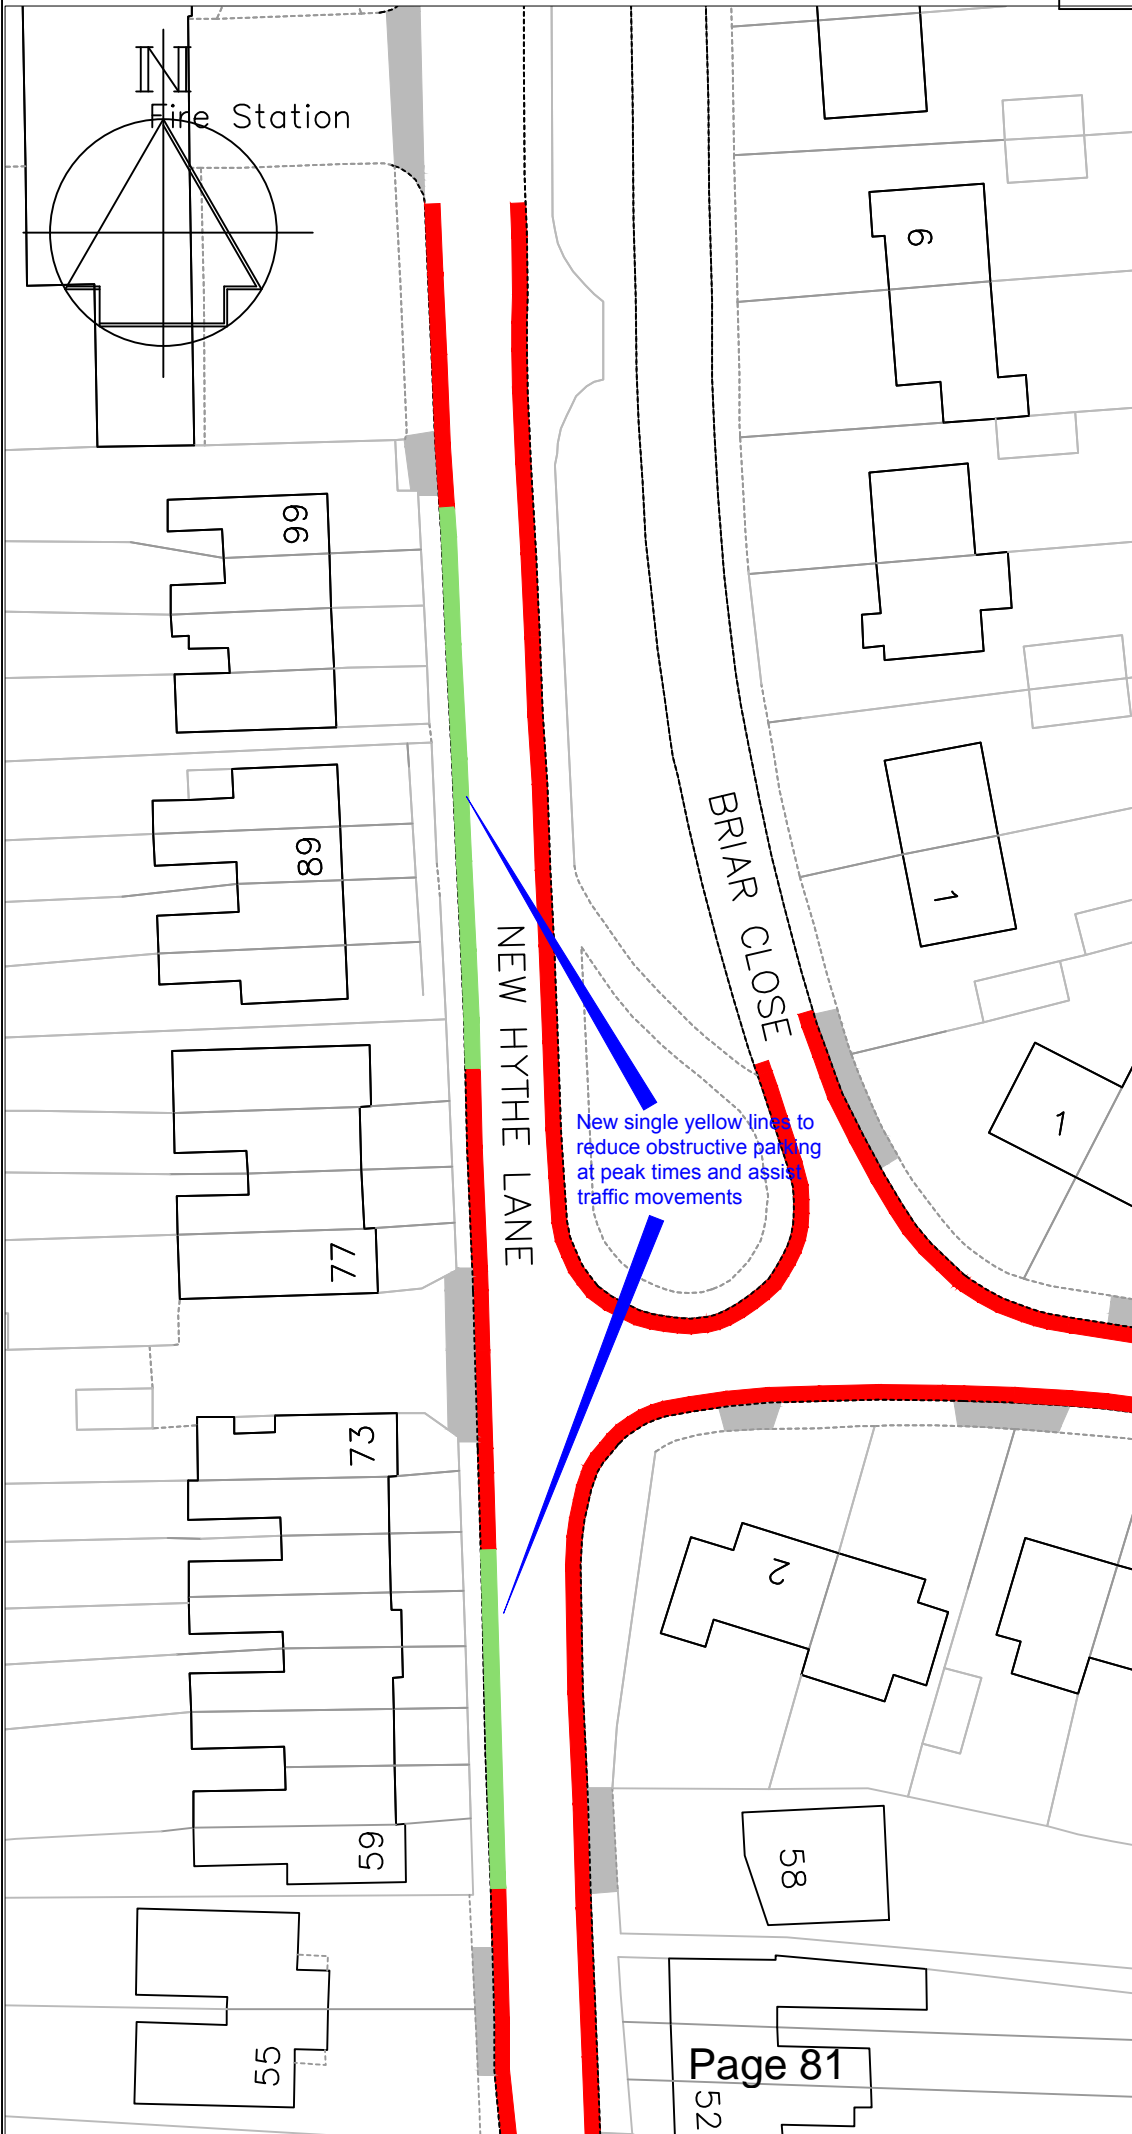 N
Fire Station
6
99
89
1
BRIAR CLOSE
NEW HYTHE LANE
1
New single yellow lines to
reduce obstructive parking
at peak times and assist
traffic movements
77
73
2
59
58
55
Page 81
52